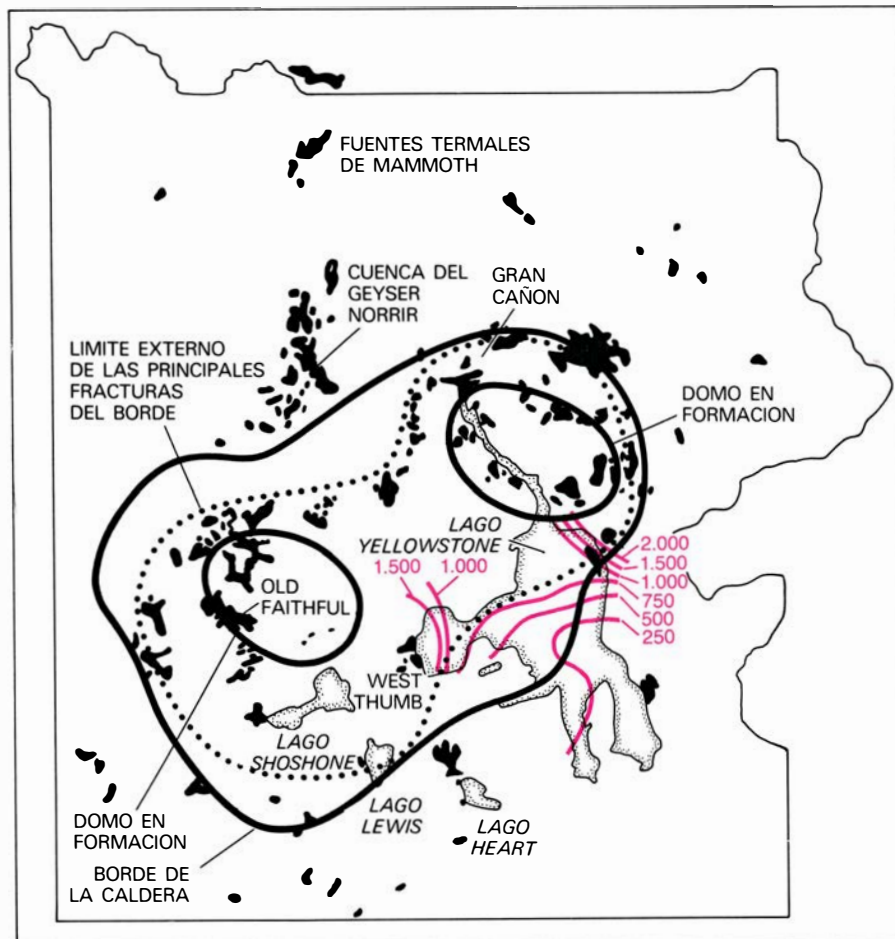 FUENTES TERMALES
DE MAMMOTH
CUENCA DEL
GEYSER
NORRIR
GRAN
CAÑON
LIMITE EXTERNO
DE LAS PRINCIPALES
FRACTURAS
DEL BORDE
DOMO EN
FORMACION
LAGO
YELLOWSTONE
1.500
1.000
2.000
1.500
1.000
750
500
250
OLD
FAITHFUL
WEST
THUMB
LAGO
SHOSHONE
LAGO
LEWIS
LAGO
HEART
DOMO EN
FORMACION
BORDE DE
LA CALDERA